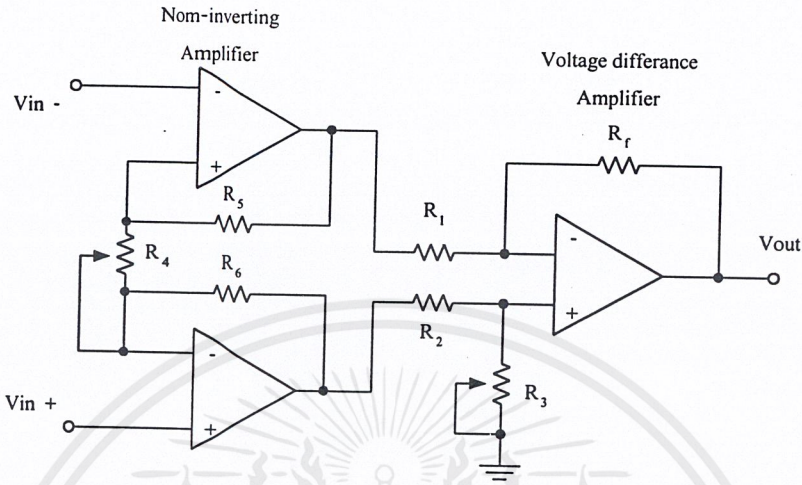 Nom-inverting
Amplifier
Voltage differance
Amplifier
Vin -
-
+
R5
R4
R6
R1
Rf
-
+
Vout
R2
R3
-
+
Vin +